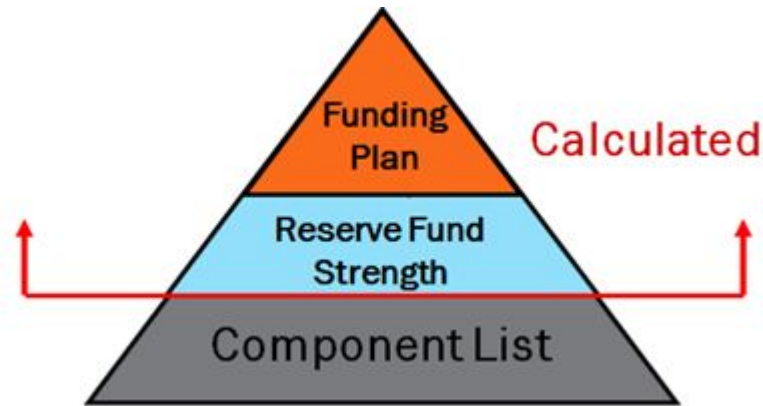 Funding
Plan
Calculated
Reserve Fund
Strength
Component List